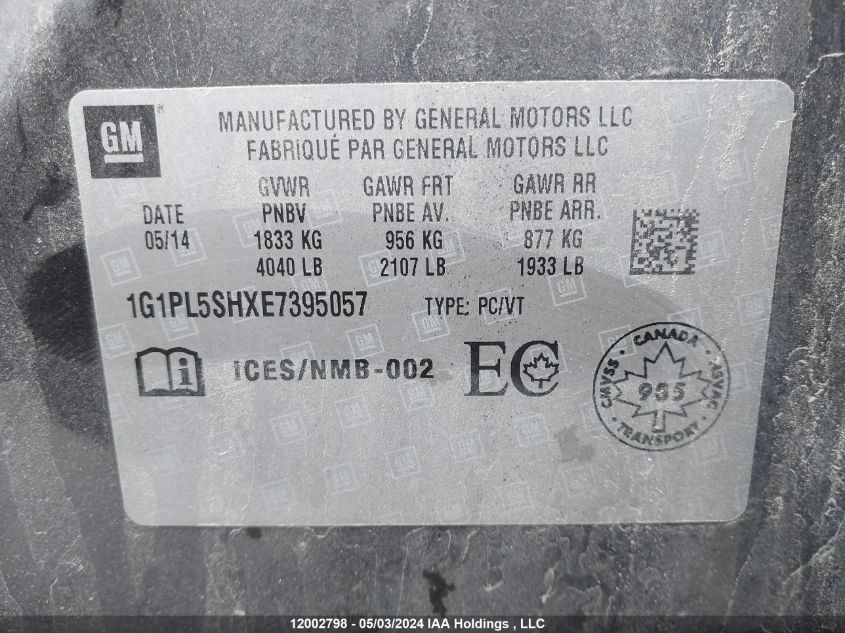 GM ®
MANUFACTURED BY GENERAL MOTORS LLC
FABRIQUÉ PAR GENERAL MOTORS LLC
GVWR GAWR FRT GAWR RR
DATE PNBV PNBE AV. PNBE ARR.
05/14 1833 KG 956 KG 877 KG
4040 LB 2107 LB 1933 LB
1G1PL5SHXE7395057 TYPE: PC/VT
i ICES/NMB-002 EC
CANADA
CMVSS 905 NSVAC
TRANSPORT
12002798 - 05/03/2024 IAA Holdings , LLC